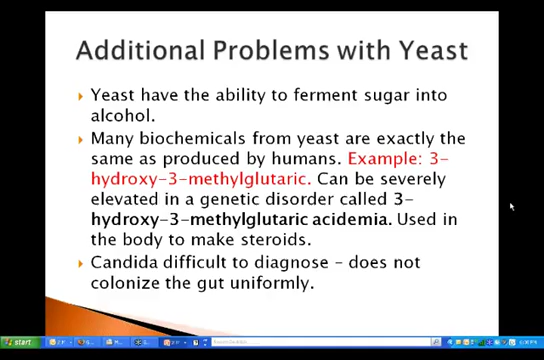 Additional Problems with Yeast
Yeast have the ability to ferment sugar into
alcohol.
Many biochemicals from yeast are exactly the
same as produced by humans. Example: 3-
hydroxy-3-methylglutaric. Can be severely
elevated in a genetic disorder called 3-
hydroxy-3-methylglutaric acidemia. Used in
the body to make steroids.
Candida difficult to diagnose – does not
colonize the gut uniformly.
start